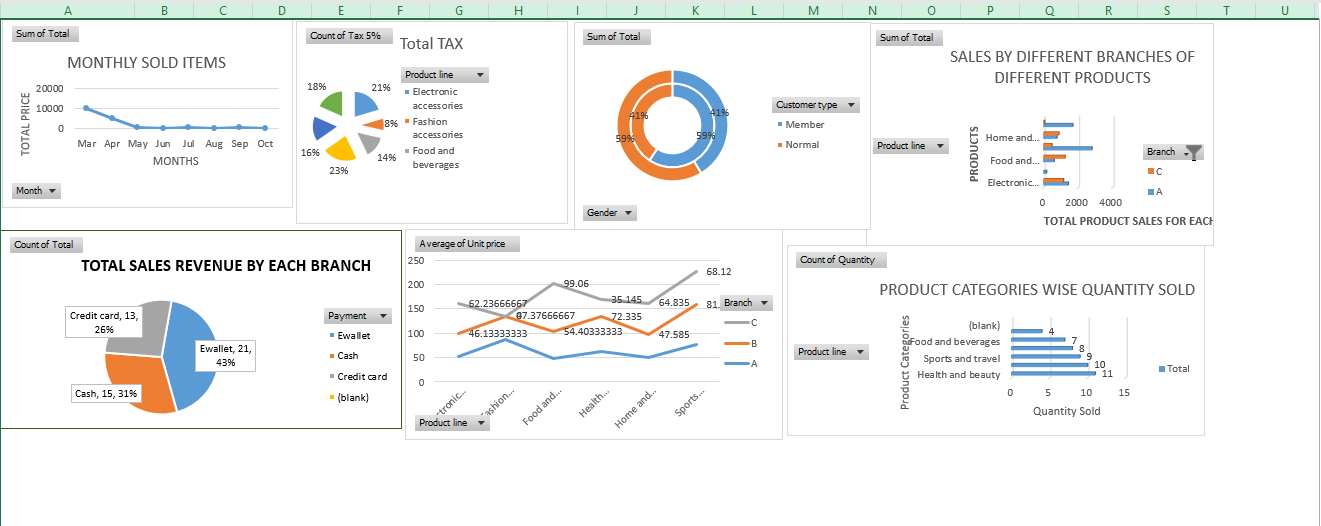 A B C D E F G H I J K L M N O P Q R S T U
Sum of Total
MONTHLY SOLD ITEMS
20000
10000
0
TOTAL PRICE
Mar Apr May Jun Jul Aug Sep Oct
MONTHS
Month
Count of Tax 5%
Total TAX
18%
21%
8%
14%
23%
16%
Product line
Electronic
accessories
Fashion
accessories
Food and
beverages
Sum of Total
41%
41%
59%
59%
Customer type
Member
Normal
Gender
Sum of Total
SALES BY DIFFERENT BRANCHES OF
DIFFERENT PRODUCTS
PRODUCTS
Home and...
Food and...
Electronic...
0 2000 4000
TOTAL PRODUCT SALES FOR EACH
Product line
Branch
C
A
Count of Total
TOTAL SALES REVENUE BY EACH BRANCH
Credit card, 13,
26%
Ewallet, 21,
43%
Cash, 15, 31%
Payment
Ewallet
Cash
Credit card
(blank)
Average of Unit price
250
200
150
100
50
0
68.12
99.06
62.23666667
35.145
64.835
81.
72.335
46.13333333
54.40333333
47.585
Food and...
Health...
Home and...
Sports...
Branch
C
B
A
Product line
Count of Quantity
PRODUCT CATEGORIES WISE QUANTITY SOLD
Product Categories
(blank)
Food and beverages
Sports and travel
Health and beauty
4
7
8
9
10
11
0 5 10 15
Quantity Sold
Total
Product line